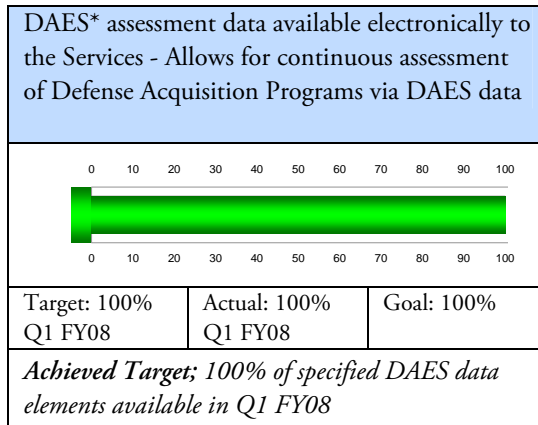 DAES* assessment data available electronically to
the Services - Allows for continuous assessment
of Defense Acquisition Programs via DAES data
0 10 20 30 40 50 60 70 80 90 100
0 10 20 30 40 50 60 70 80 90 100
Target: 100%
Q1 FY08
Actual: 100%
Q1 FY08
Goal: 100%
Achieved Target; 100% of specified DAES data
elements available in Q1 FY08